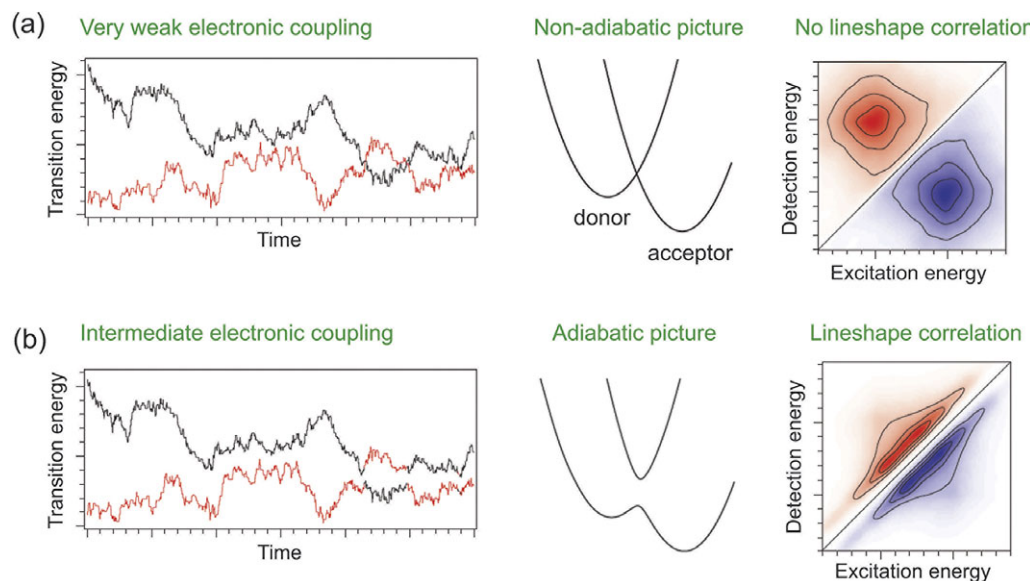 (a)
Very weak electronic coupling
Non-adiabatic picture
No lineshape correlation
Transition energy
Time
donor
acceptor
Detection energy
Excitation energy
(b)
Intermediate electronic coupling
Adiabatic picture
Lineshape correlation
Transition energy
Time
Detection energy
Excitation energy